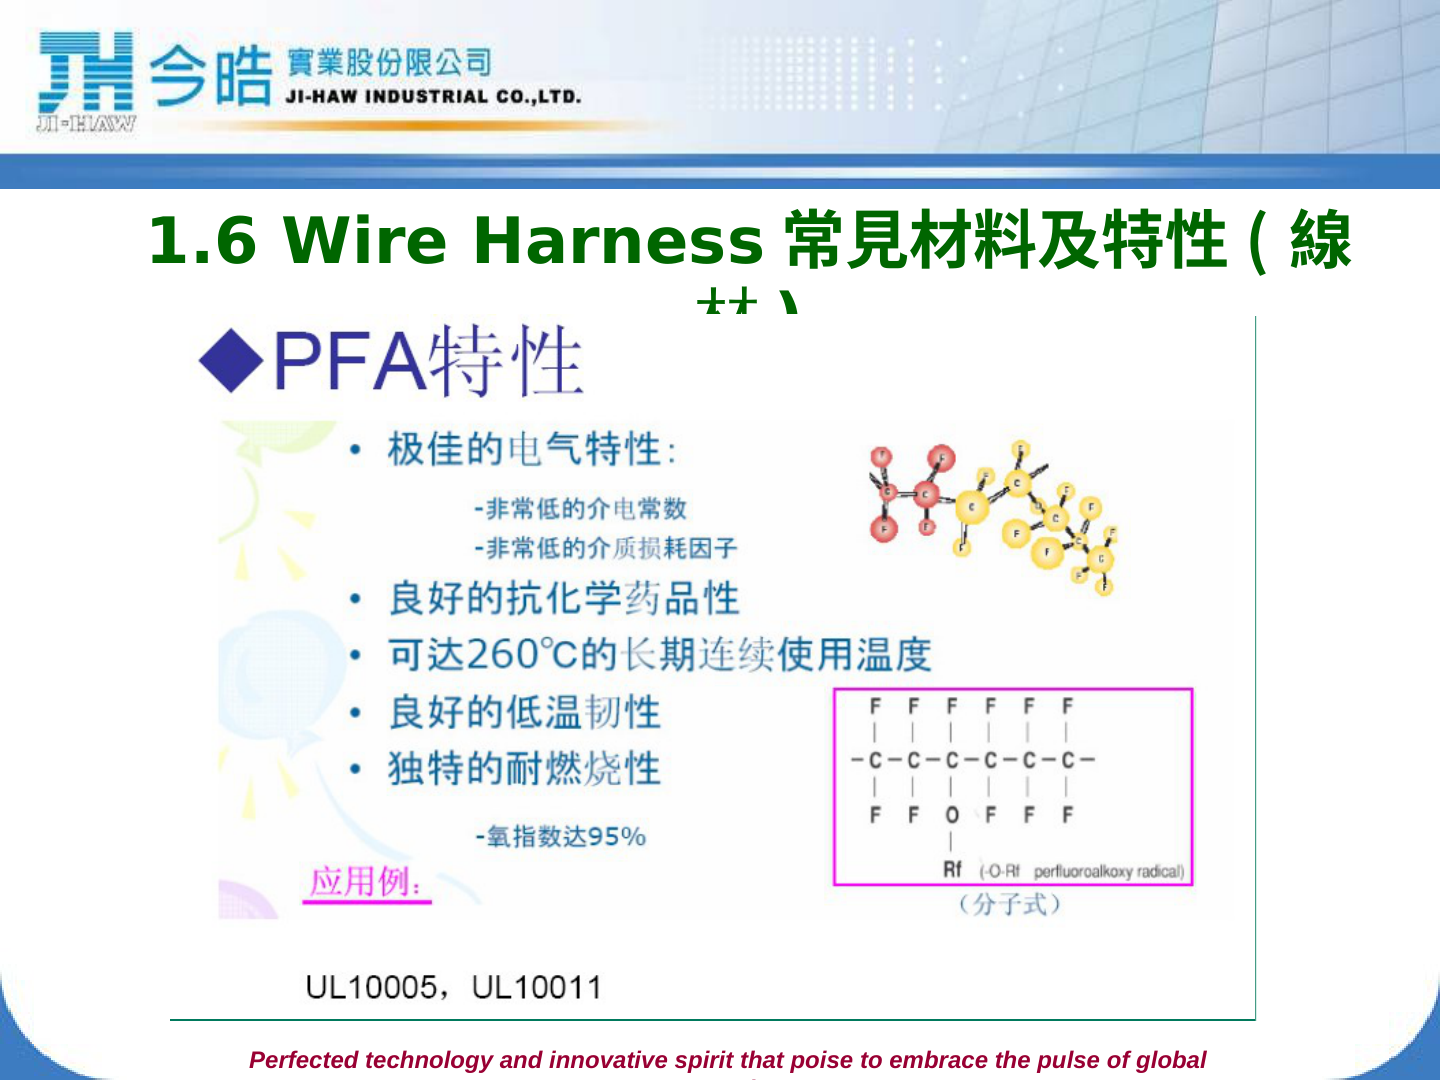 JI-HAW
今皓 實業股份限公司
JI-HAW INDUSTRIAL CO.,LTD.
1.6 Wire Harness 常見材料及特性 ( 線
◆PFA特性
• 极佳的电气特性:
-非常低的介电常数
-非常低的介质损耗因子
• 良好的抗化学药品性
• 可达260℃的长期连续使用温度
• 良好的低温韧性
• 独特的耐燃烧性
-氧指数达95%
F F F F F F
-C-C-C-C-C-C-
F F O F F F
Rf (-O-Rf perfluoroalkoxy radical)
(分子式)
应用例:
UL10005，UL10011
Perfected technology and innovative spirit that poise to embrace the pulse of global